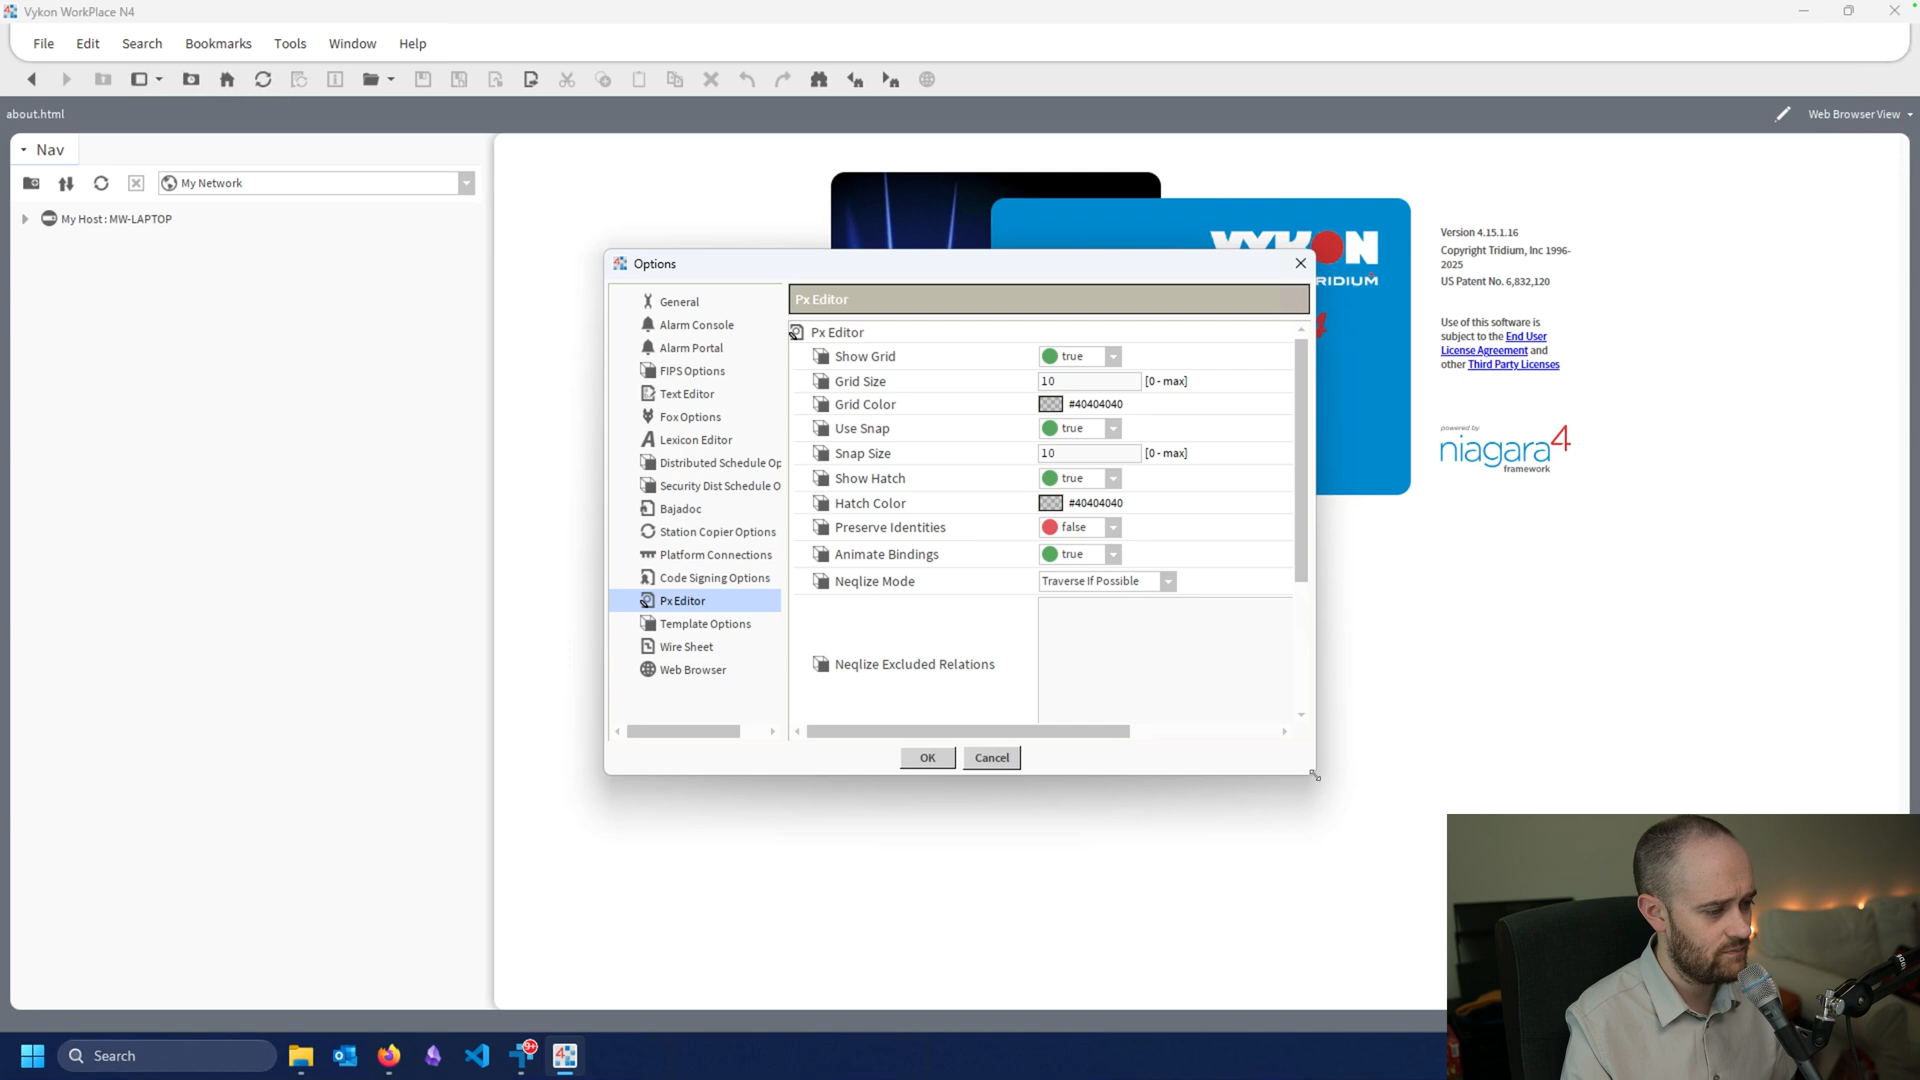 Vykon WorkPlace N4
File Edit Search Bookmarks Tools Window Help
about.html
Web Browser View
Nav
My Network
My Host : MW-LAPTOP
VYKON
RIDIUM
4
Version 4.15.1.16
Copyright Tridium, Inc 1996-
2025
US Patent No. 6,832,120
Use of this software is
subject to the End User
License Agreement and
other Third Party Licenses
powered by
niagara4
framework
Options
General
Alarm Console
Alarm Portal
FIPS Options
Text Editor
Fox Options
Lexicon Editor
Distributed Schedule Op
Security Dist Schedule O
Bajadoc
Station Copier Options
Platform Connections
Code Signing Options
Px Editor
Template Options
Wire Sheet
Web Browser
Px Editor
Px Editor
Show Grid true
Grid Size 10 [0 - max]
Grid Color #40404040
Use Snap true
Snap Size 10 [0 - max]
Show Hatch true
Hatch Color #40404040
Preserve Identities false
Animate Bindings true
Neqlize Mode Traverse If Possible
Neqlize Excluded Relations
OK Cancel
Search
9+
4